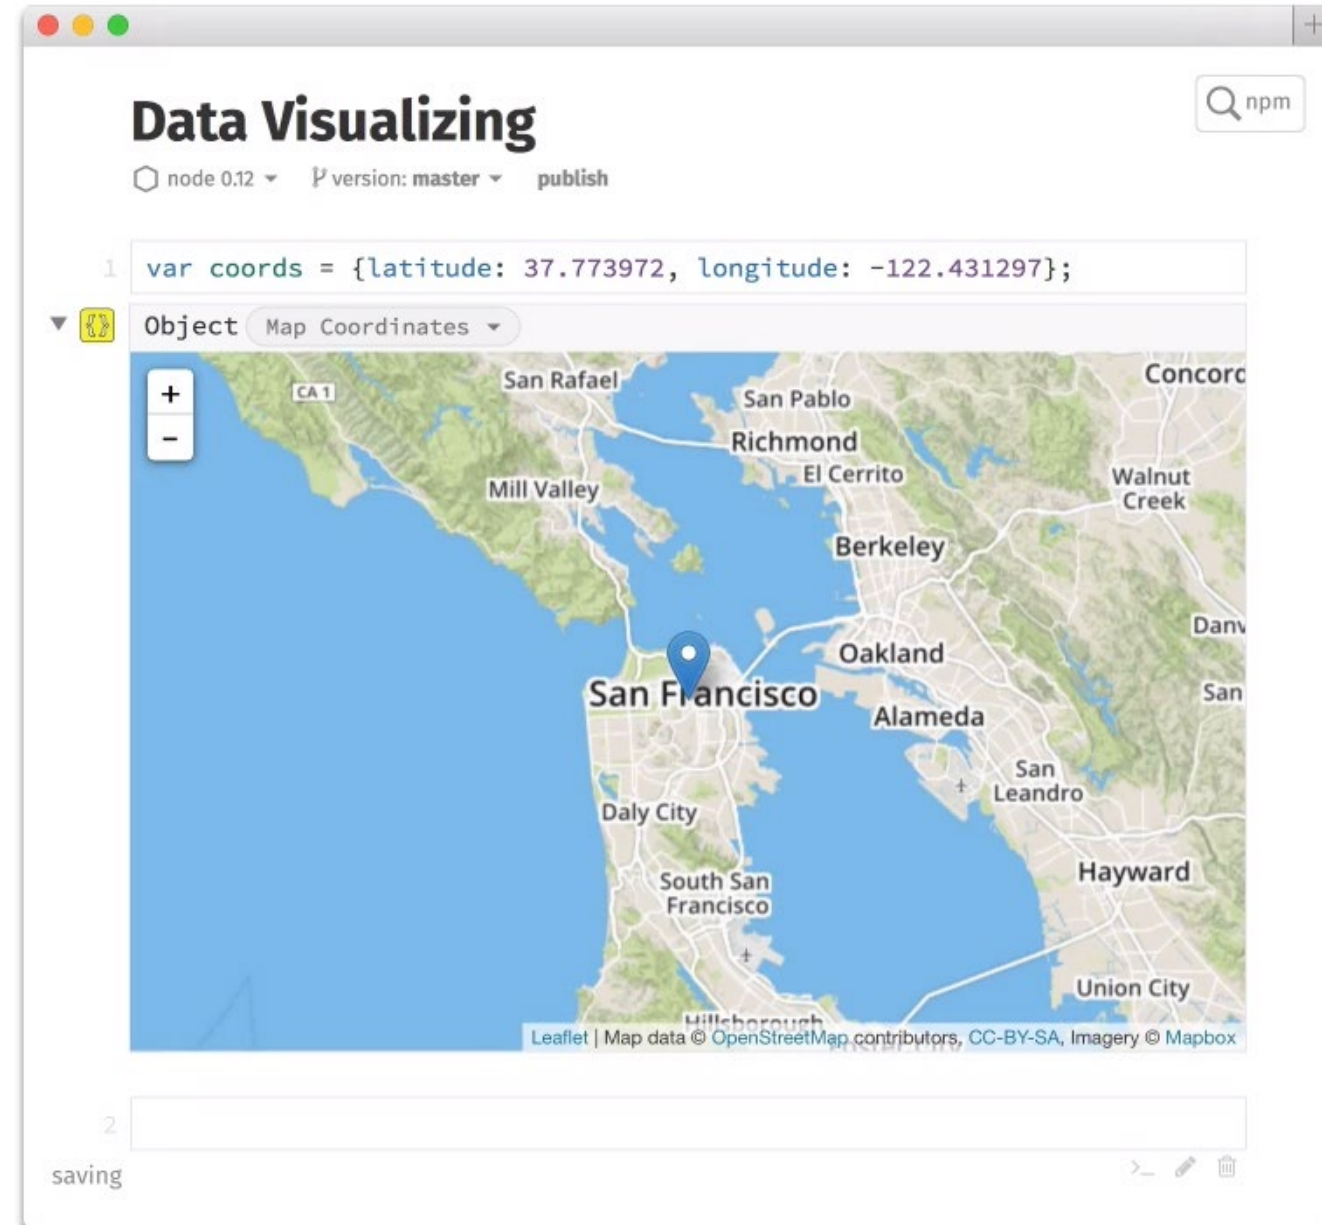 Data Visualizing
npm
node 0.12 version: master publish
1 var coords = {latitude: 37.773972, longitude: -122.431297};
{} Object Map Coordinates
+
−
CA 1
San Rafael
San Pablo
Concord
Richmond
El Cerrito
Mill Valley
Walnut
Creek
Berkeley
Danv
Oakland
San Francisco
San
Alameda
San
Leandro
Daly City
Hayward
South San
Francisco
Union City
Hillsborough
Leaflet | Map data © OpenStreetMap contributors, CC-BY-SA, Imagery © Mapbox
2
saving
>_